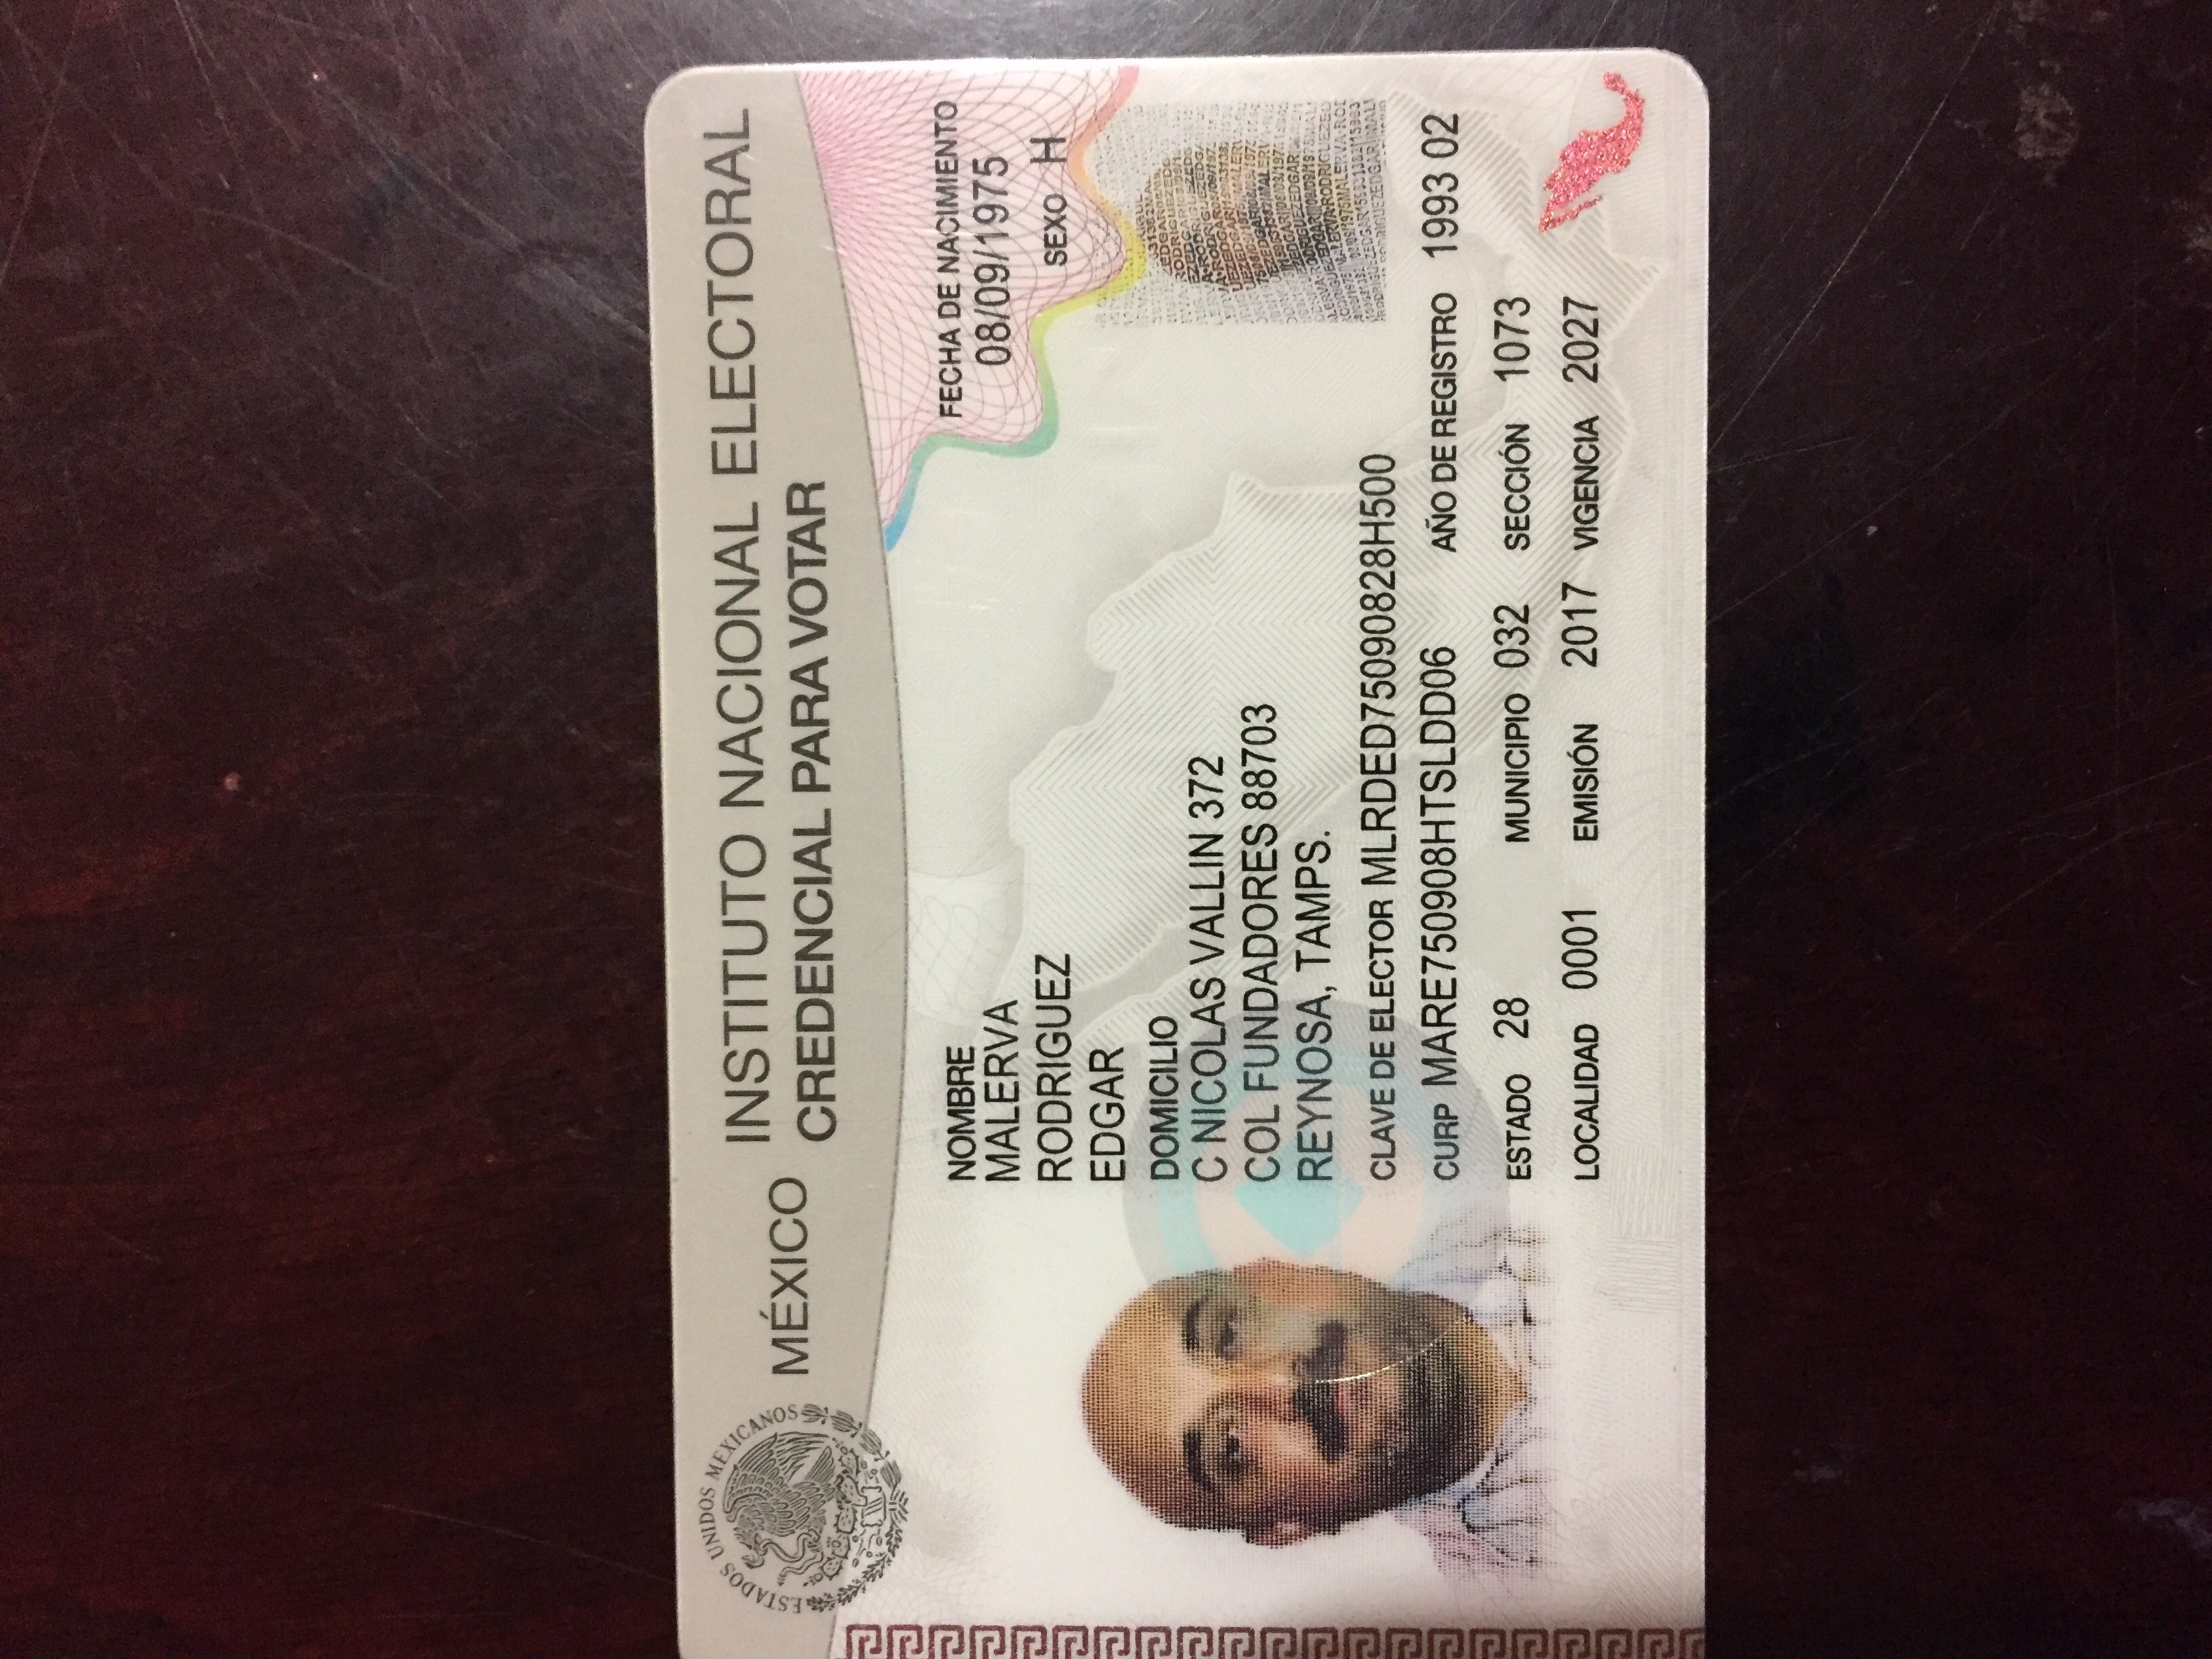 ESTADOS UNIDOS MEXICANOS
MÉXICO
INSTITUTO NACIONAL ELECTORAL
CREDENCIAL PARA VOTAR
NOMBRE
MALERVA
RODRIGUEZ
EDGAR
FECHA DE NACIMIENTO
08/09/1975
SEXO H
DOMICILIO
C NICOLAS VALLIN 372
COL FUNDADORES 88703
REYNOSA, TAMPS.
CLAVE DE ELECTOR MLRDED75090828H500
CURP MARE750908HTSLDD06 AÑO DE REGISTRO 1993 02
ESTADO 28 MUNICIPIO 032 SECCIÓN 1073
LOCALIDAD 0001 EMISIÓN 2017 VIGENCIA 2027